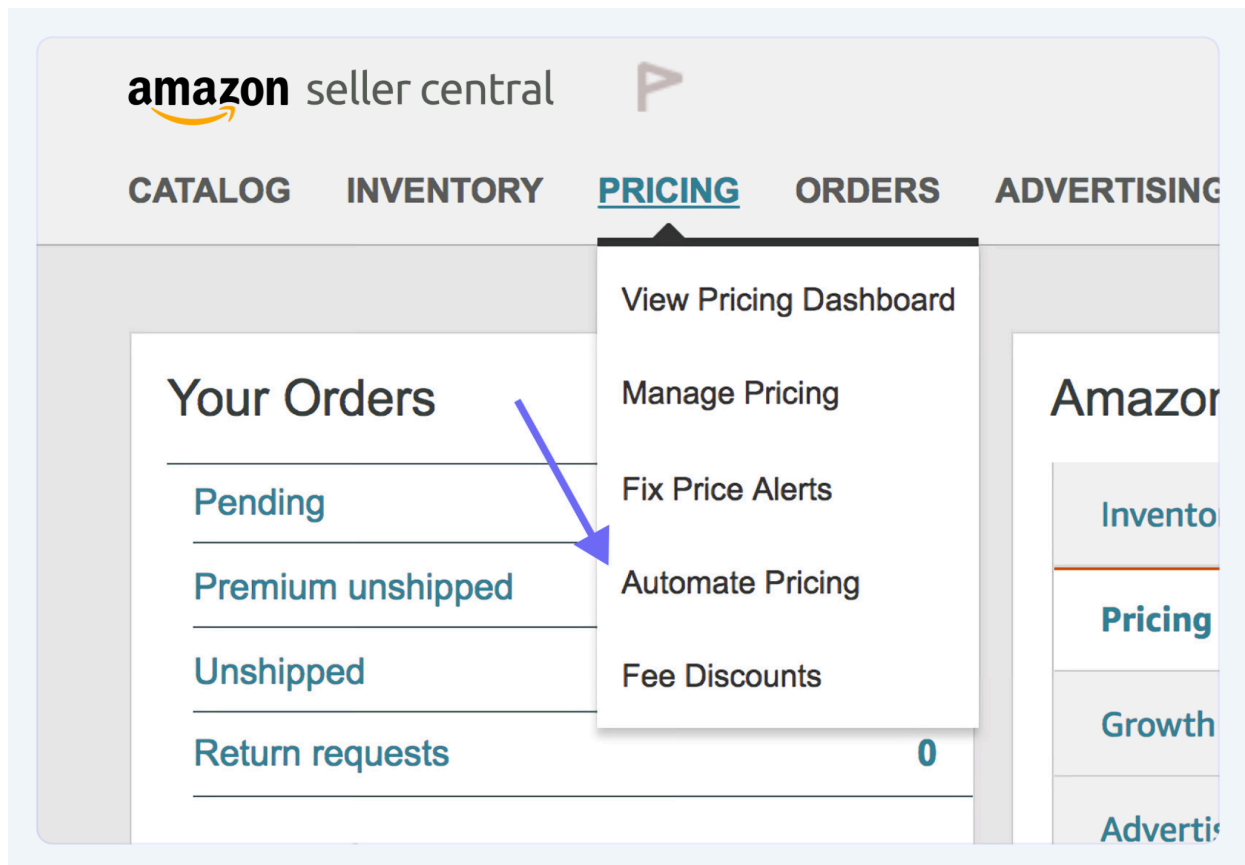 amazon seller central
CATALOG INVENTORY PRICING ORDERS ADVERTISING
View Pricing Dashboard
Manage Pricing
Fix Price Alerts
Automate Pricing
Fee Discounts
Your Orders
Pending
Premium unshipped
Unshipped
Return requests 0
Amazon
Invento
Pricing
Growth
Advertis